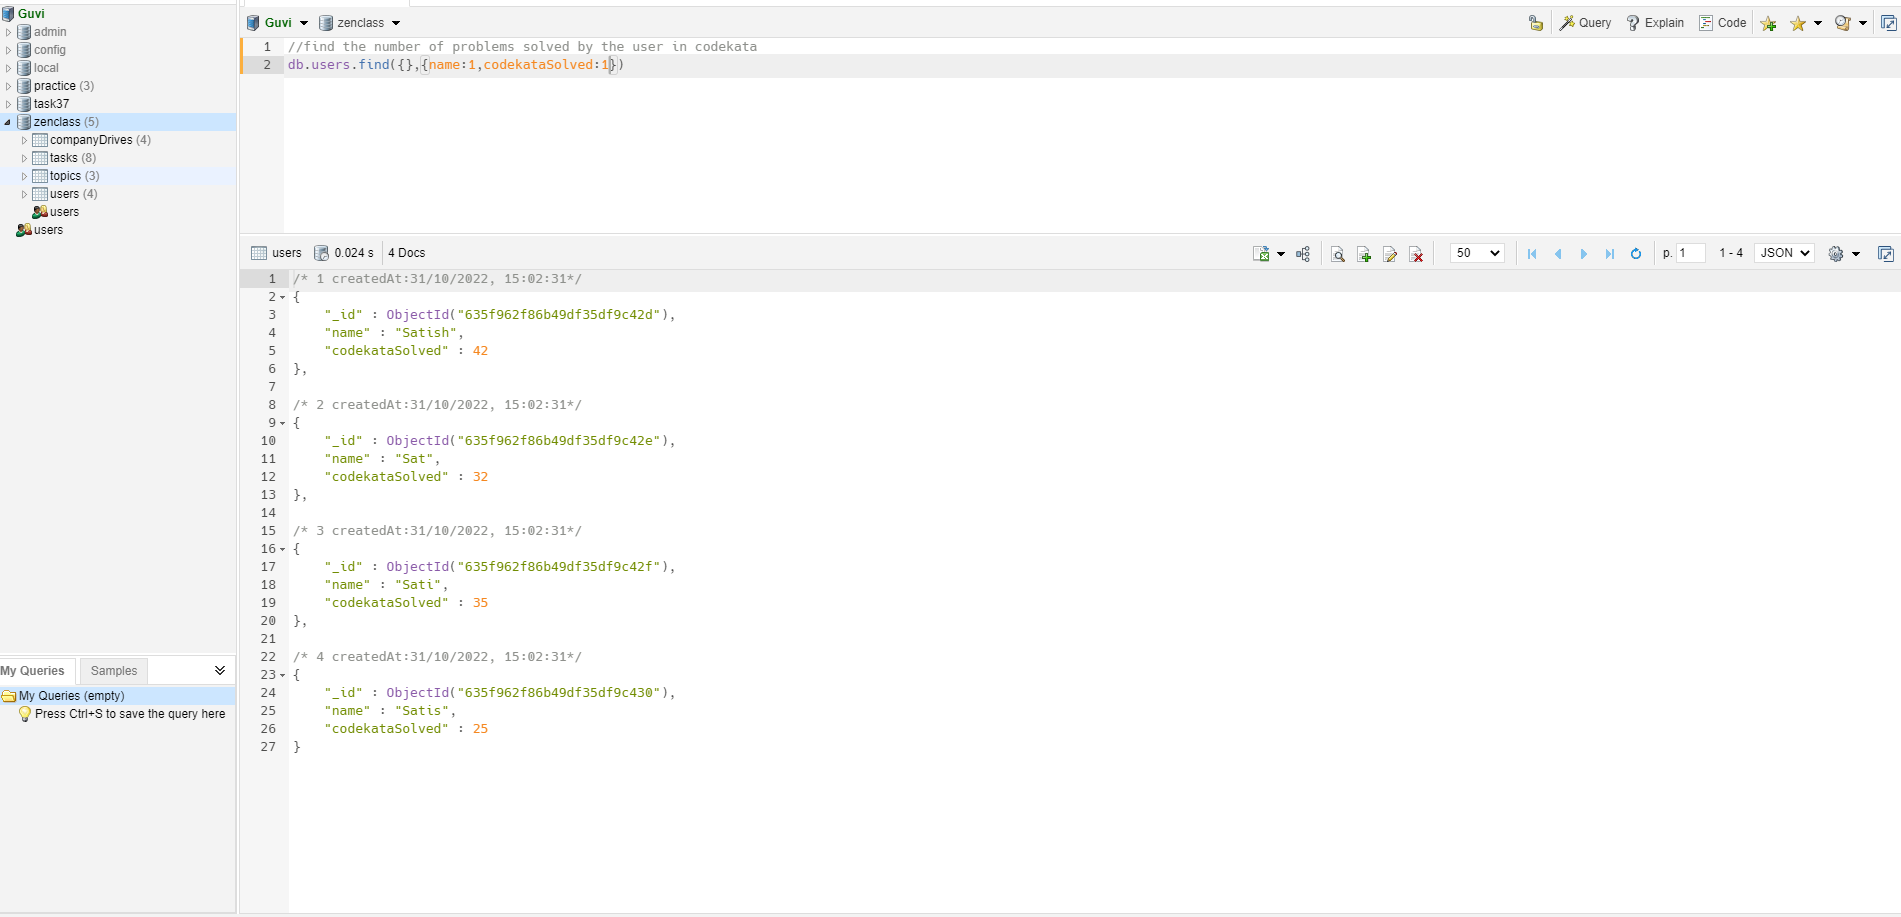 Guvi
admin
config
local
practice (3)
task37
zenclass (5)
companyDrives (4)
tasks (8)
topics (3)
users (4)
users
users
My Queries Samples
My Queries (empty)
Press Ctrl+S to save the query here
Guvi zenclass Query Explain Code
1 //find the number of problems solved by the user in codekata
2 db.users.find({},{name:1,codekataSolved:1})
users 0.024 s 4 Docs 50 p. 1 1 - 4 JSON
1 /* 1 createdAt:31/10/2022, 15:02:31*/
2 {
3 "_id" : ObjectId("635f962f86b49df35df9c42d"),
4 "name" : "Satish",
5 "codekataSolved" : 42
6 },
7
8 /* 2 createdAt:31/10/2022, 15:02:31*/
9 {
10 "_id" : ObjectId("635f962f86b49df35df9c42e"),
11 "name" : "Sat",
12 "codekataSolved" : 32
13 },
14
15 /* 3 createdAt:31/10/2022, 15:02:31*/
16 {
17 "_id" : ObjectId("635f962f86b49df35df9c42f"),
18 "name" : "Sati",
19 "codekataSolved" : 35
20 },
21
22 /* 4 createdAt:31/10/2022, 15:02:31*/
23 {
24 "_id" : ObjectId("635f962f86b49df35df9c430"),
25 "name" : "Satis",
26 "codekataSolved" : 25
27 }